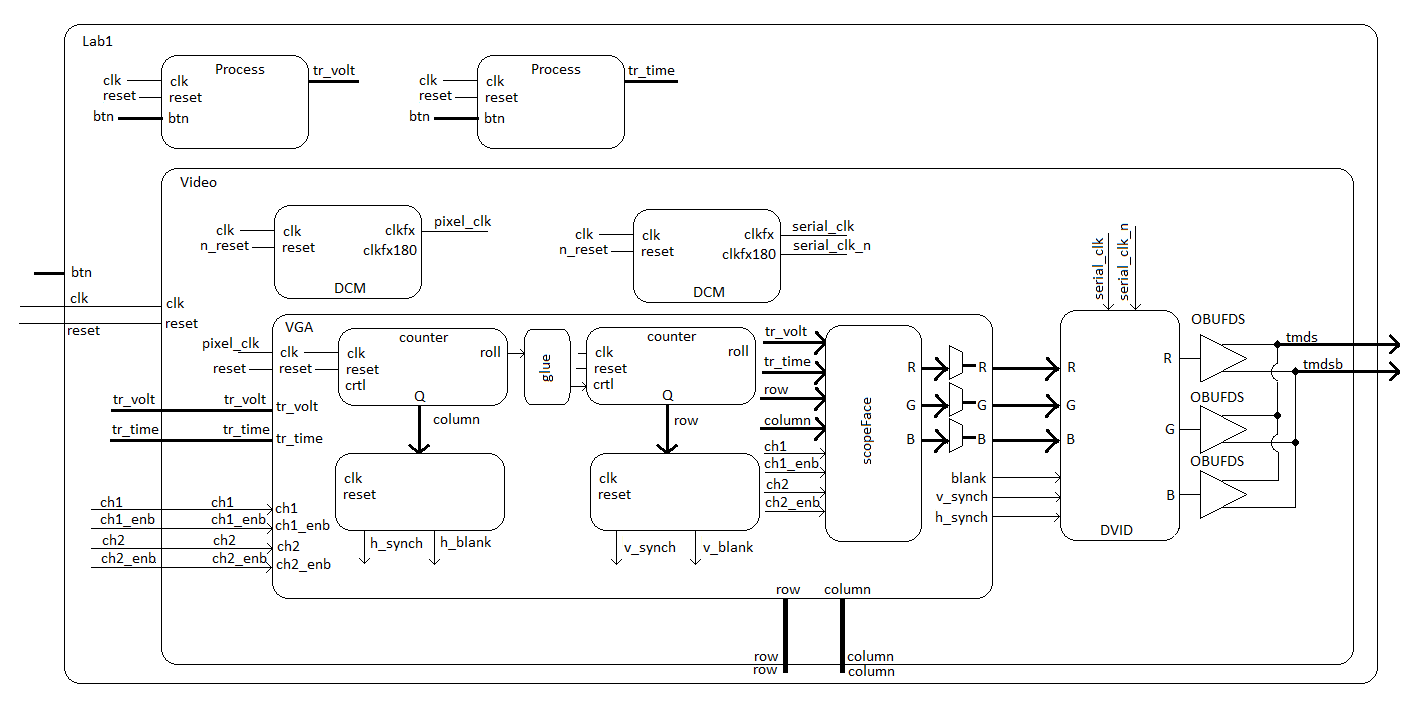 Lab1
Process
clk
clk
reset
reset
btn
btn
tr_volt
Process
clk
clk
reset
reset
btn
btn
tr_time
Video
clk
clk
n_reset
reset
clkfx
clkfx180
pixel_clk
DCM
clk
clk
n_reset
reset
clkfx
clkfx180
serial_clk
serial_clk_n
DCM
serial_clk
serial_clk_n
btn
clk
clk
reset
reset
VGA
pixel_clk
clk
reset
reset
counter
clk
reset
crtl
roll
Q
column
glue
counter
clk
reset
crtl
roll
Q
row
tr_volt
tr_volt
tr_volt
tr_time
tr_time
tr_time
clk
reset
h_synch
h_blank
clk
reset
v_synch
v_blank
ch1
ch1
ch1
ch1_enb
ch1_enb
ch1_enb
ch2
ch2
ch2
ch2_enb
ch2_enb
ch2_enb
tr_volt
tr_time
row
column
ch1
ch1_enb
ch2
ch2_enb
scopeFace
R
G
B
R
G
B
R
G
B
blank
v_synch
h_synch
DVID
R
G
B
OBUFDS
OBUFDS
OBUFDS
tmds
tmdsb
row
column
row
column
row
column